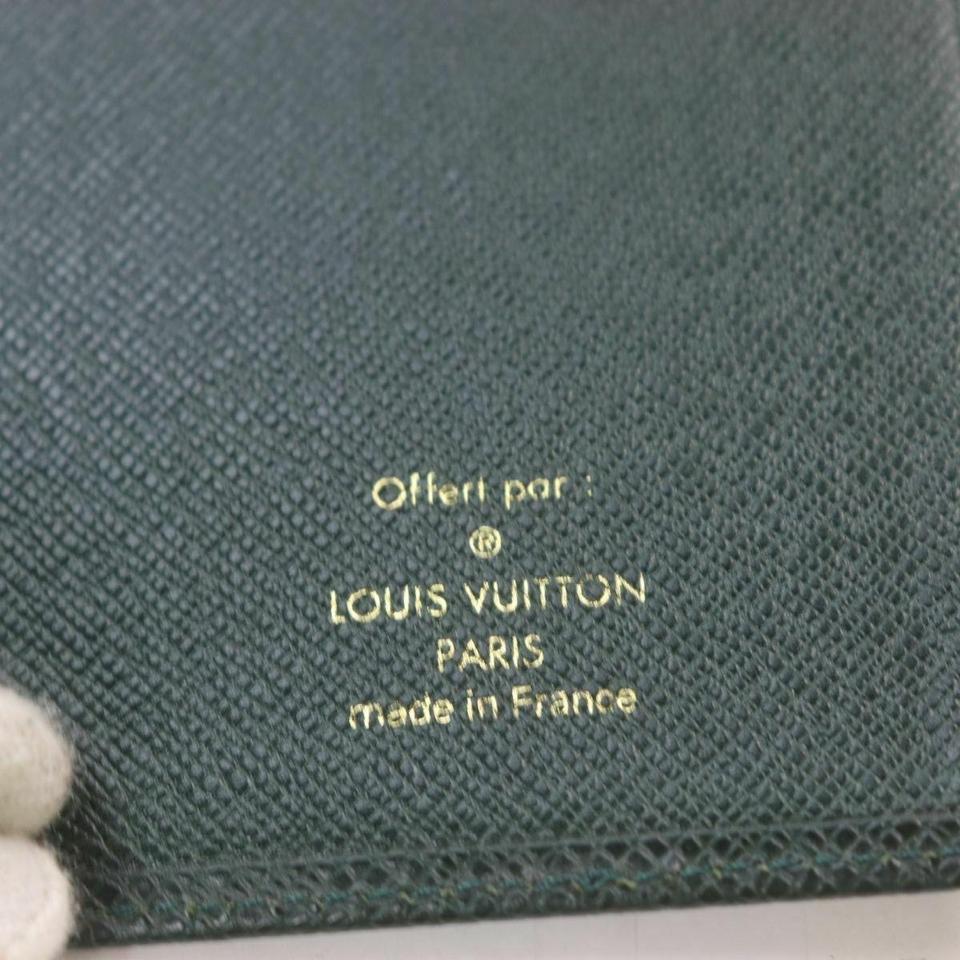 Offert par :
®
LOUIS VUITTON
PARIS
made in France